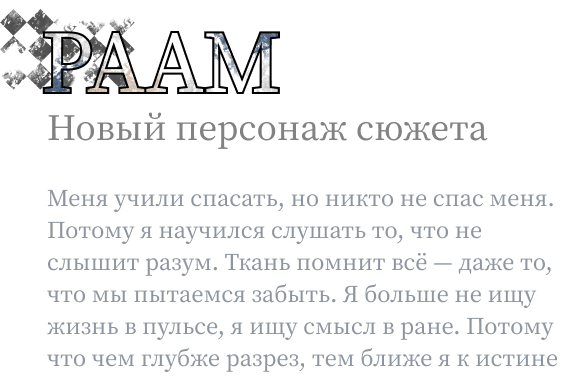 РААМ
Новый персонаж сюжета
Меня учили спасать, но никто не спас меня.
Потому я научился слушать то, что не
слышит разум. Ткань помнит всё — даже то,
что мы пытаемся забыть. Я больше не ищу
жизнь в пульсе, я ищу смысл в ране. Потому
что чем глубже разрез, тем ближе я к истине